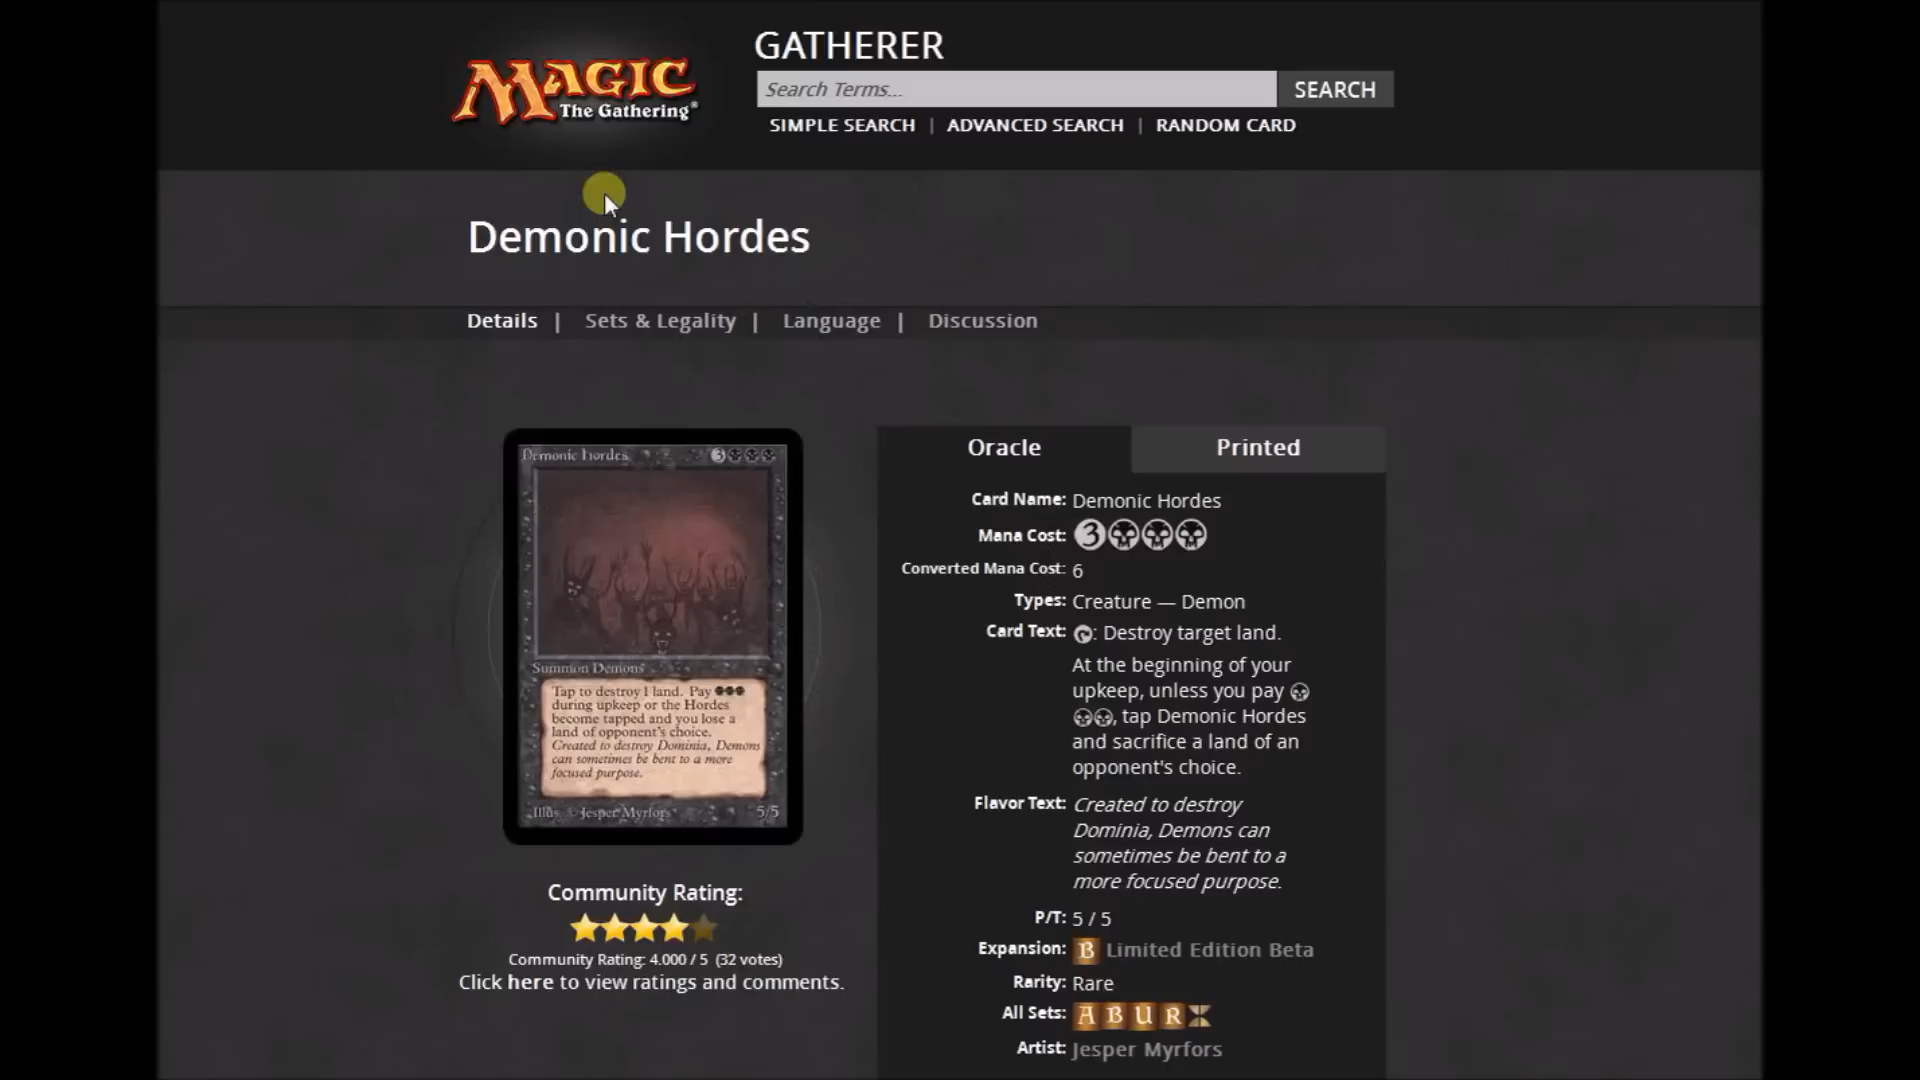 MAGIC
The Gathering®
GATHERER
Search Terms...
SEARCH
SIMPLE SEARCH | ADVANCED SEARCH | RANDOM CARD
Demonic Hordes
Details | Sets & Legality | Language | Discussion
Demonic Hordes 3
Summon Demons
Tap to destroy 1 land. Pay
during upkeep or the Hordes
become tapped and you lose a
land of opponent's choice.
Created to destroy Dominia, Demons
can sometimes be bent to a more
focused purpose.
Illus. © Jesper Myrfors 5/5
Community Rating:
Community Rating: 4.000 / 5 (32 votes)
Click here to view ratings and comments.
Oracle Printed
Card Name: Demonic Hordes
Mana Cost: 3
Converted Mana Cost: 6
Types: Creature — Demon
Card Text: : Destroy target land.
At the beginning of your
upkeep, unless you pay
, tap Demonic Hordes
and sacrifice a land of an
opponent's choice.
Flavor Text: Created to destroy
Dominia, Demons can
sometimes be bent to a
more focused purpose.
P/T: 5 / 5
Expansion: B Limited Edition Beta
Rarity: Rare
All Sets: A B U R
Artist: Jesper Myrfors